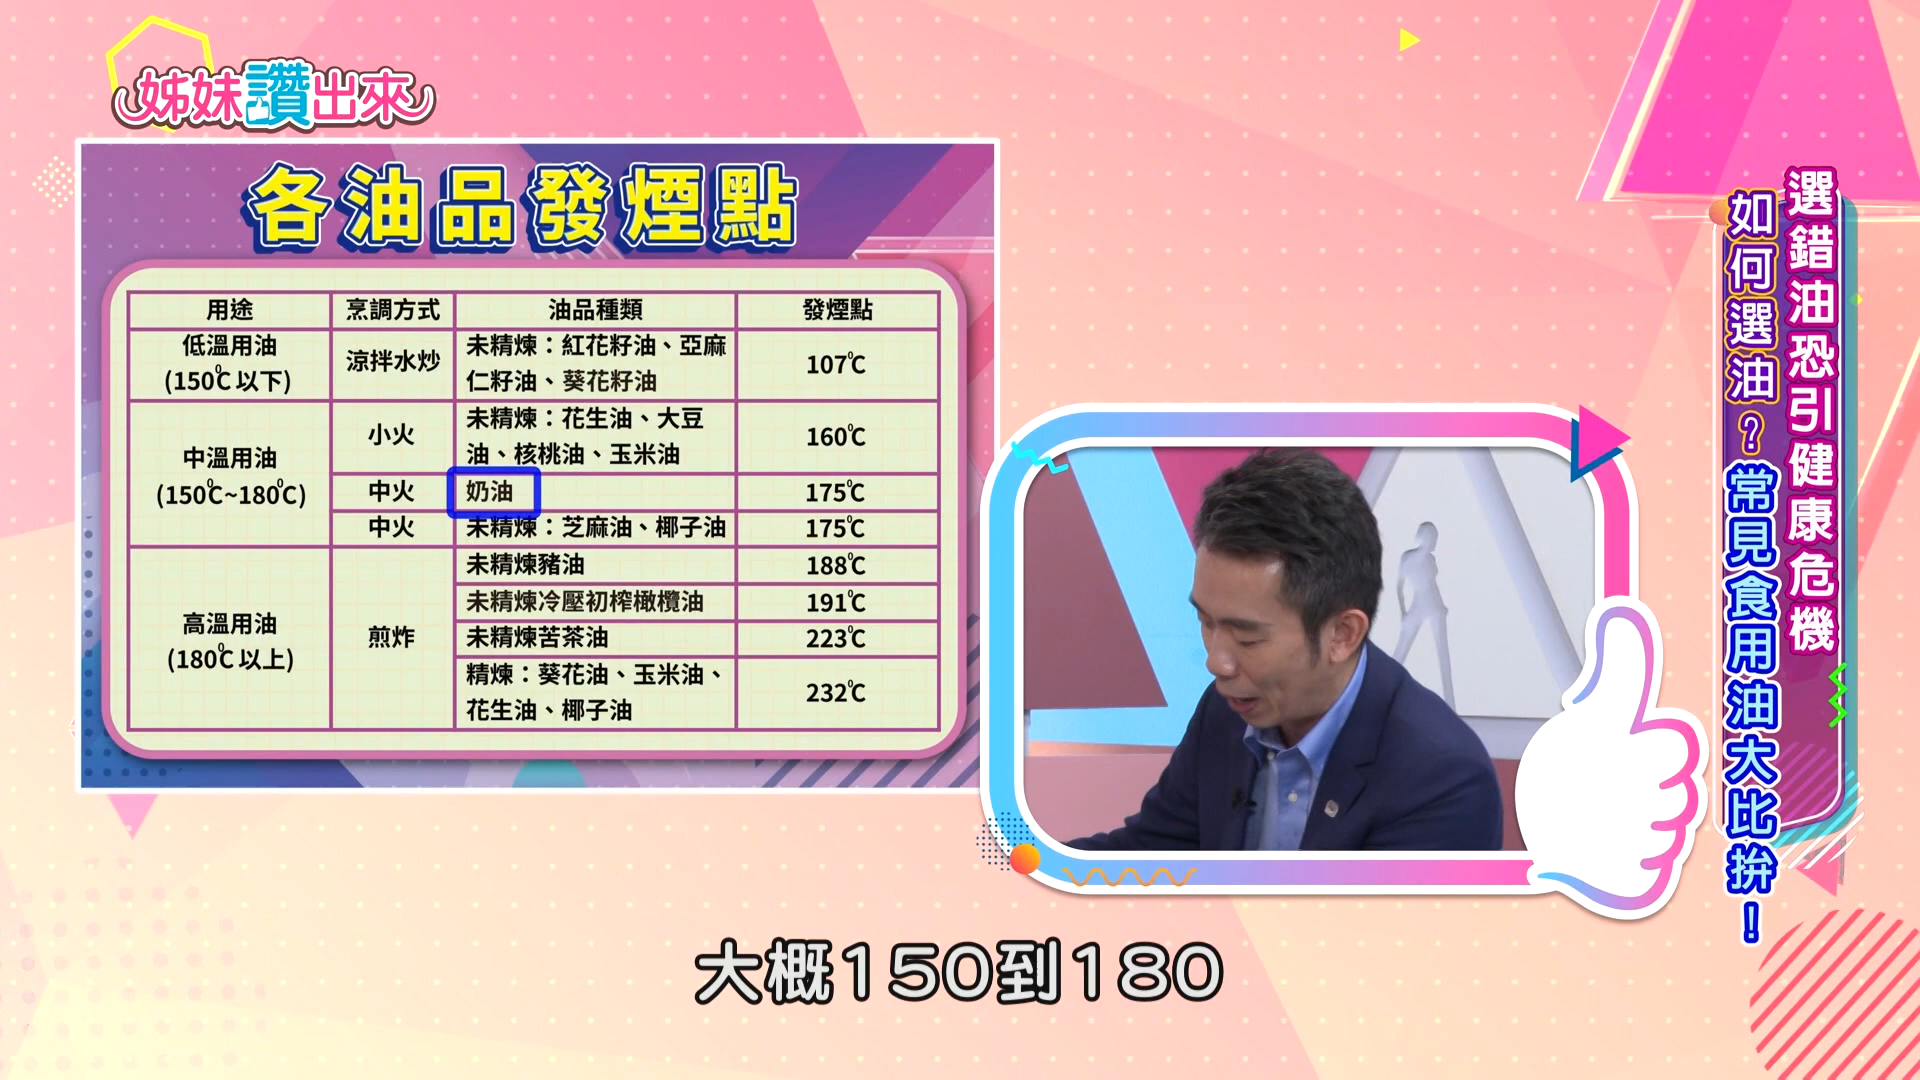 姊妹讚出來
各油品發煙點
用途 烹調方式 油品種類 發煙點
低溫用油
(150℃以下)
涼拌水炒
未精煉：紅花籽油、亞麻
仁籽油、葵花籽油
107℃
中溫用油
(150℃~180℃)
小火
未精煉：花生油、大豆
油、核桃油、玉米油
160℃
中火 奶油 175℃
中火 未精煉：芝麻油、椰子油 175℃
高溫用油
(180℃以上)
煎炸
未精煉豬油 188℃
未精煉冷壓初榨橄欖油 191℃
未精煉苦茶油 223℃
精煉：葵花油、玉米油、
花生油、椰子油
232℃
選錯油恐引健康危機
如何選油？常見食用油大比拚！
大概150到180